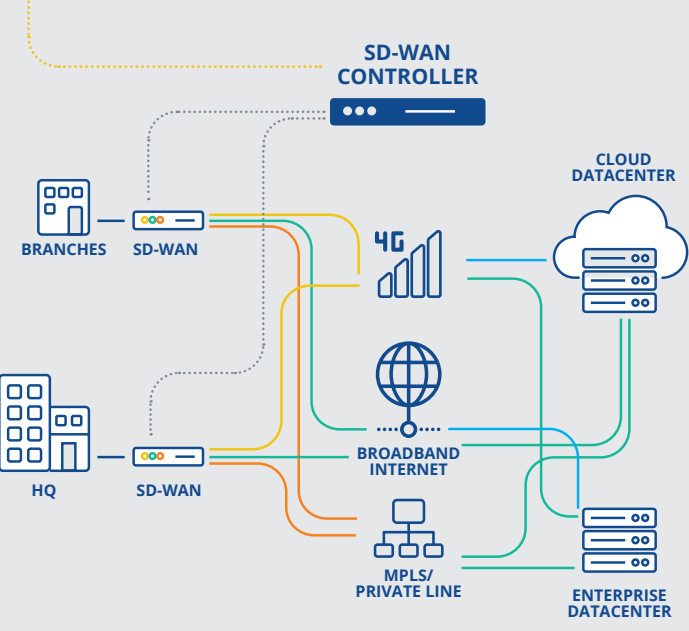 SD-WAN
CONTROLLER
CLOUD
DATACENTER
BRANCHES
SD-WAN
4G
BROADBAND
INTERNET
HQ
SD-WAN
MPLS/
PRIVATE LINE
ENTERPRISE
DATACENTER